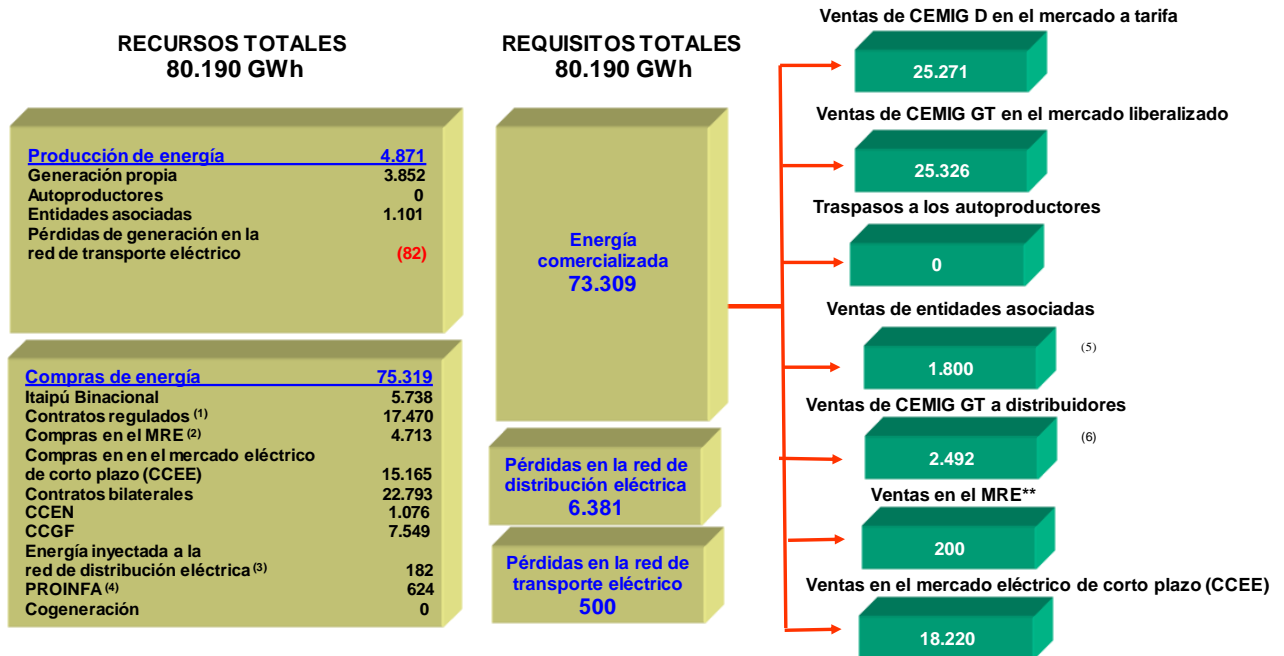 RECURSOS TOTALES
80.190 GWh
Producción de energía 4.871
Generación propia 3.852
Autoproductores 0
Entidades asociadas 1.101
Pérdidas de generación en la
red de transporte eléctrico (82)
Compras de energía 75.319
Itaipú Binacional 5.738
Contratos regulados (1) 17.470
Compras en el MRE (2) 4.713
Compras en en el mercado eléctrico
de corto plazo (CCEE) 15.165
Contratos bilaterales 22.793
CCEN 1.076
CCGF 7.549
Energía inyectada a la
red de distribución eléctrica (3) 182
PROINFA (4) 624
Cogeneración 0
REQUISITOS TOTALES
80.190 GWh
Energía
comercializada
73.309
Pérdidas en la red de
distribución eléctrica
6.381
Pérdidas en la red de
transporte eléctrico
500
Ventas de CEMIG D en el mercado a tarifa
25.271
Ventas de CEMIG GT en el mercado liberalizado
25.326
Traspasos a los autoproductores
0
Ventas de entidades asociadas
(5)
1.800
Ventas de CEMIG GT a distribuidores
(6)
2.492
Ventas en el MRE**
200
Ventas en el mercado eléctrico de corto plazo (CCEE)
18.220